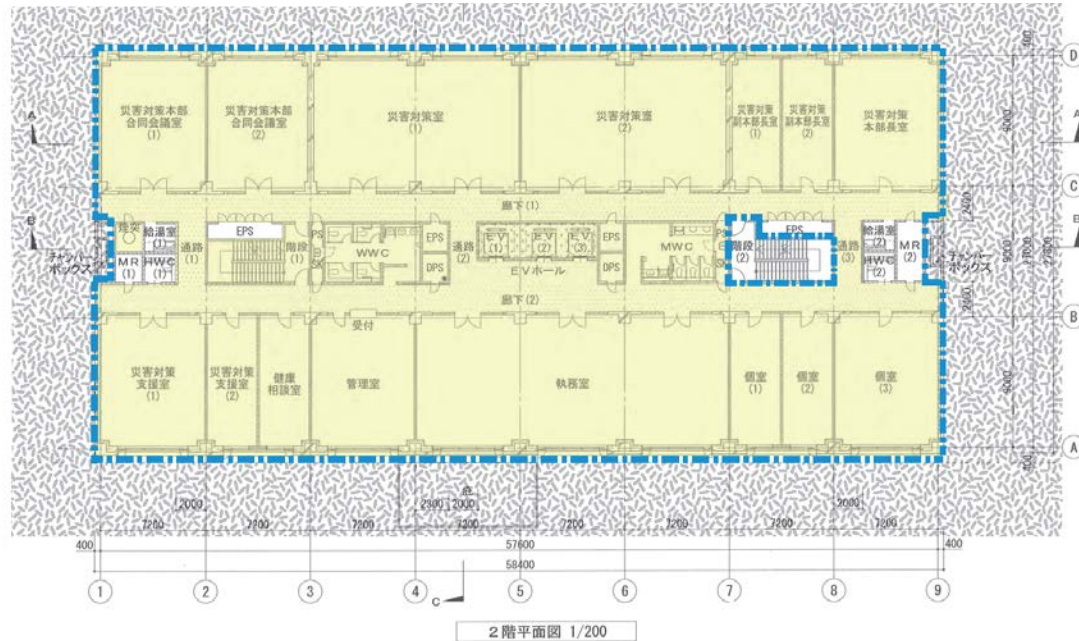 400
D
災害対策本部
合同会議室
(1)
災害対策本部
合同会議室
(2)
災害対策室
(1)
災害対策室
(2)
災害対策
副本部長室
(1)
災害対策
副本部長室
(2)
災害対策
本部長室
A
A
9000
C
廊下(1)
2400
B
B
煙突
給湯室
(1)
EPS
通路
(1)
階段
(1)
PS
SK
WWC
EPS
通路
(2)
EV
(1)
EV
(2)
EV
(3)
EPS
MWC
PS
SK
階段
(2)
EPS
通路
(3)
給湯室
(2)
MR
(2)
チャンバー
ボックス
MR
(1)
HWC
(1)
DPS
EVホール
DPS
HWC
(2)
チャンバー
ボックス
9000
27000
27800
廊下(2)
2400
受付
B
災害対策
支援室
(1)
災害対策
支援室
(2)
健康
相談室
管理室
執務室
個室
(1)
個室
(2)
個室
(3)
9000
A
400
2000
2300
2000
2000
7200
7200
7200
7200
7200
7200
7200
7200
400
57600
400
58400
1
2
3
4
C
5
6
7
8
9
2階平面図 1/200